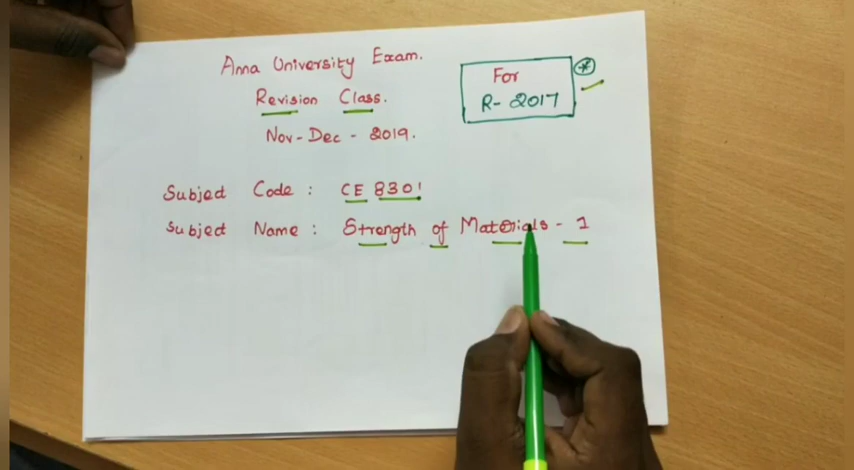 Anna University Exam.
Revision Class.
Nov-Dec - 2019.
For
R- 2017
*
Subject Code : CE 8301
Subject Name : Strength of Materials - 1